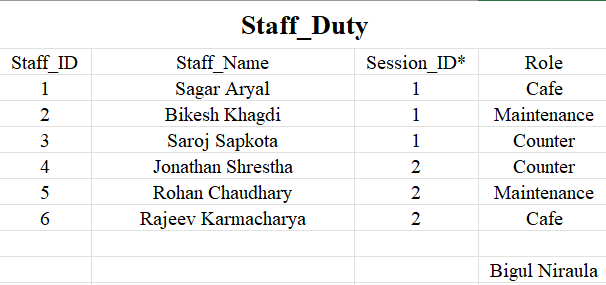 Staff_Duty
Staff_ID Staff_Name Session_ID* Role
1 Sagar Aryal 1 Cafe
2 Bikesh Khagdi 1 Maintenance
3 Saroj Sapkota 1 Counter
4 Jonathan Shrestha 2 Counter
5 Rohan Chaudhary 2 Maintenance
6 Rajeev Karmacharya 2 Cafe
Bigul Niraula